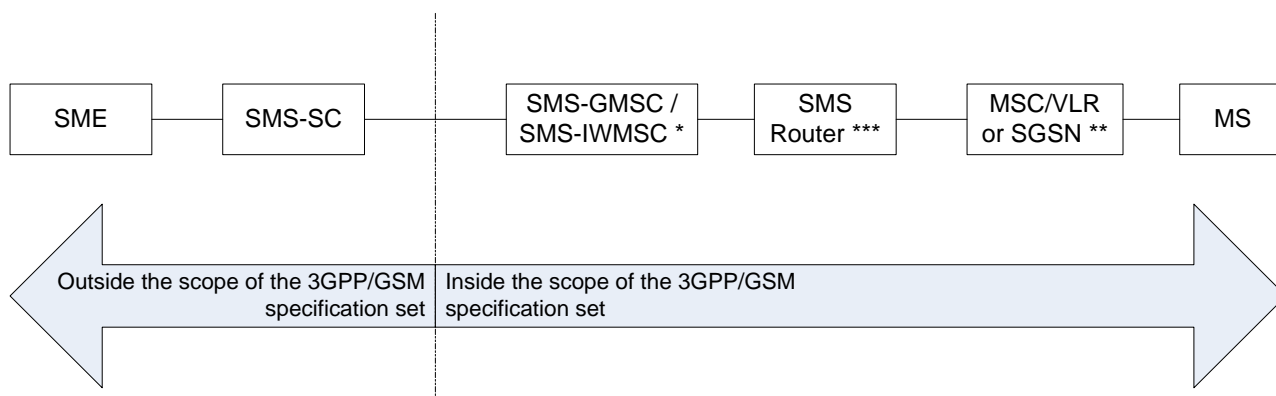 SME
SMS-SC
SMS-GMSC /
SMS-IWMSC *
SMS
Router ***
MSC/VLR
or SGSN **
MS
Outside the scope of the 3GPP/GSM
specification set
Inside the scope of the 3GPP/GSM
specification set